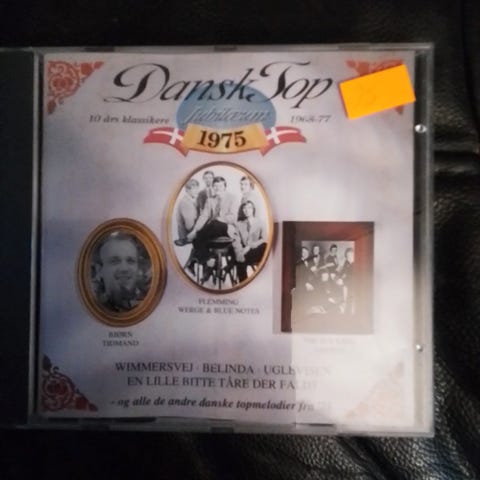 Dansk Top
10 års klassikere Jubilæum 1968-77
1975
FLEMMING
WERGE & BLUE NOTES
BJØRN
TIDMAND
WIMMERSVEJ · BELINDA · UGLEVISEN
EN LILLE BITTE TÅRE DER FALDT
- og alle de andre danske topmelodier fra